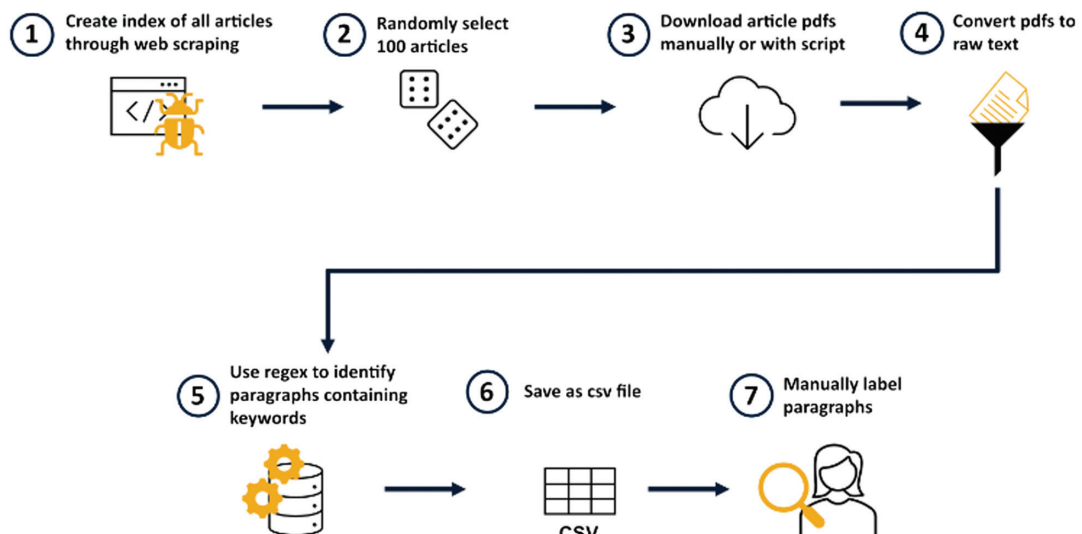 1
Create index of all articles
through web scraping
2
Randomly select
100 articles
3
Download article pdfs
manually or with script
4
Convert pdfs to
raw text
</>
5
Use regex to identify
paragraphs containing
keywords
6
Save as csv file
7
Manually label
paragraphs
CSV